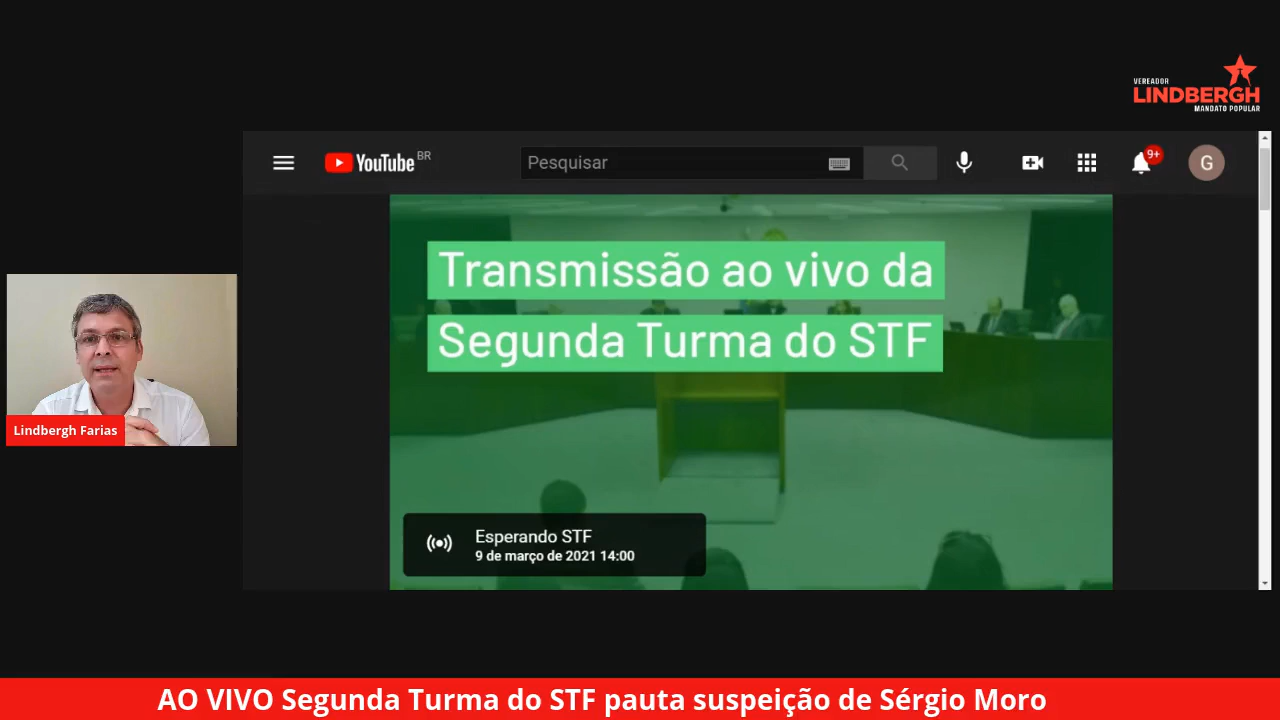 VEREADOR
LINDBERGH
MANDATO POPULAR
YouTube BR
Pesquisar
9+
G
Transmissão ao vivo da
Segunda Turma do STF
Lindbergh Farias
Esperando STF
9 de março de 2021 14:00
AO VIVO Segunda Turma do STF pauta suspeição de Sérgio Moro